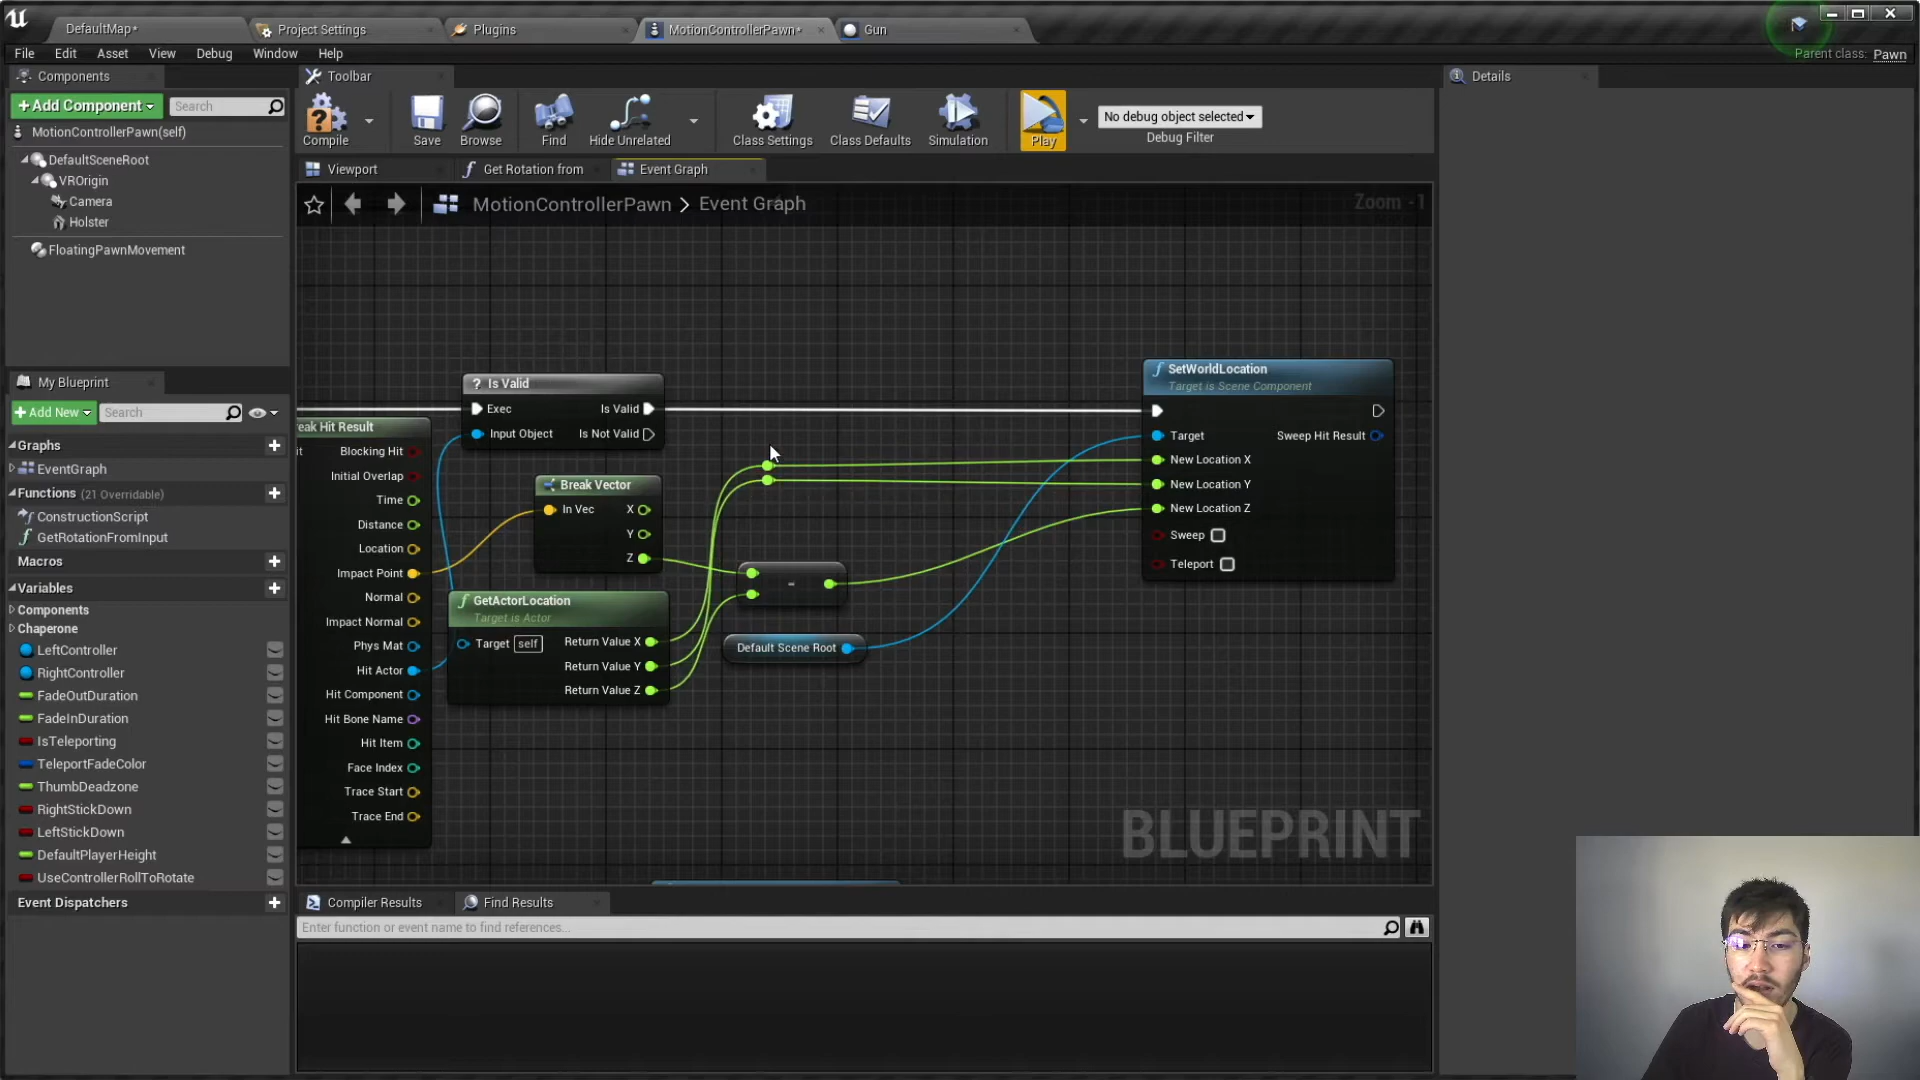 DefaultMap*
Project Settings
Plugins
MotionControllerPawn*
Gun
File Edit Asset View Debug Window Help
Parent class: Pawn
Components
Toolbar
Details
+Add Component
Search
Compile
Save
Browse
Find
Hide Unrelated
Class Settings
Class Defaults
Simulation
Play
No debug object selected
Debug Filter
MotionControllerPawn(self)
DefaultSceneRoot
VROrigin
Camera
Holster
FloatingPawnMovement
Viewport
Get Rotation from
Event Graph
MotionControllerPawn > Event Graph
Zoom -1
My Blueprint
+Add New
Search
Graphs
EventGraph
Functions (21 Overridable)
ConstructionScript
GetRotationFromInput
Macros
Variables
Components
Chaperone
LeftController
RightController
FadeOutDuration
FadeInDuration
IsTeleporting
TeleportFadeColor
ThumbDeadzone
RightStickDown
LeftStickDown
DefaultPlayerHeight
UseControllerRollToRotate
Event Dispatchers
reak Hit Result
it
Blocking Hit
Initial Overlap
Time
Distance
Location
Impact Point
Normal
Impact Normal
Phys Mat
Hit Actor
Hit Component
Hit Bone Name
Hit Item
Face Index
Trace Start
Trace End
? Is Valid
Exec Is Valid
Input Object Is Not Valid
Break Vector
In Vec X
Y
Z
GetActorLocation
Target is Actor
Target self Return Value X
Return Value Y
Return Value Z
-
Default Scene Root
SetWorldLocation
Target is Scene Component
Target Sweep Hit Result
New Location X
New Location Y
New Location Z
Sweep
Teleport
BLUEPRINT
Compiler Results
Find Results
Enter function or event name to find references...